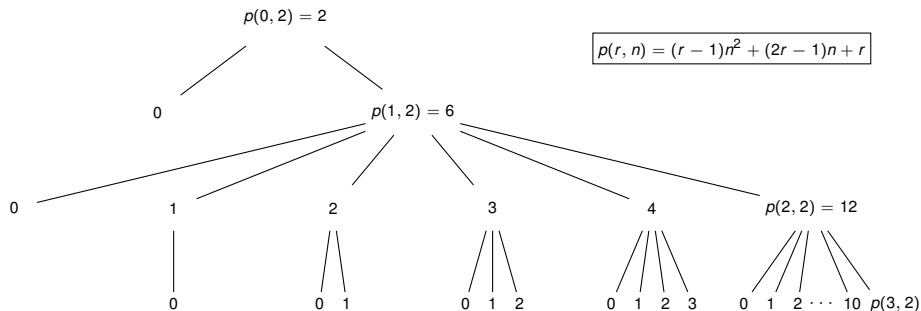 p(0, 2) = 2
p(r, n) = (r − 1)n² + (2r − 1)n + r
0 p(1, 2) = 6
0 1 2 3 4 p(2, 2) = 12
0 0 1 0 1 2 0 1 2 3 0 1 2 ··· 10 p(3, 2)